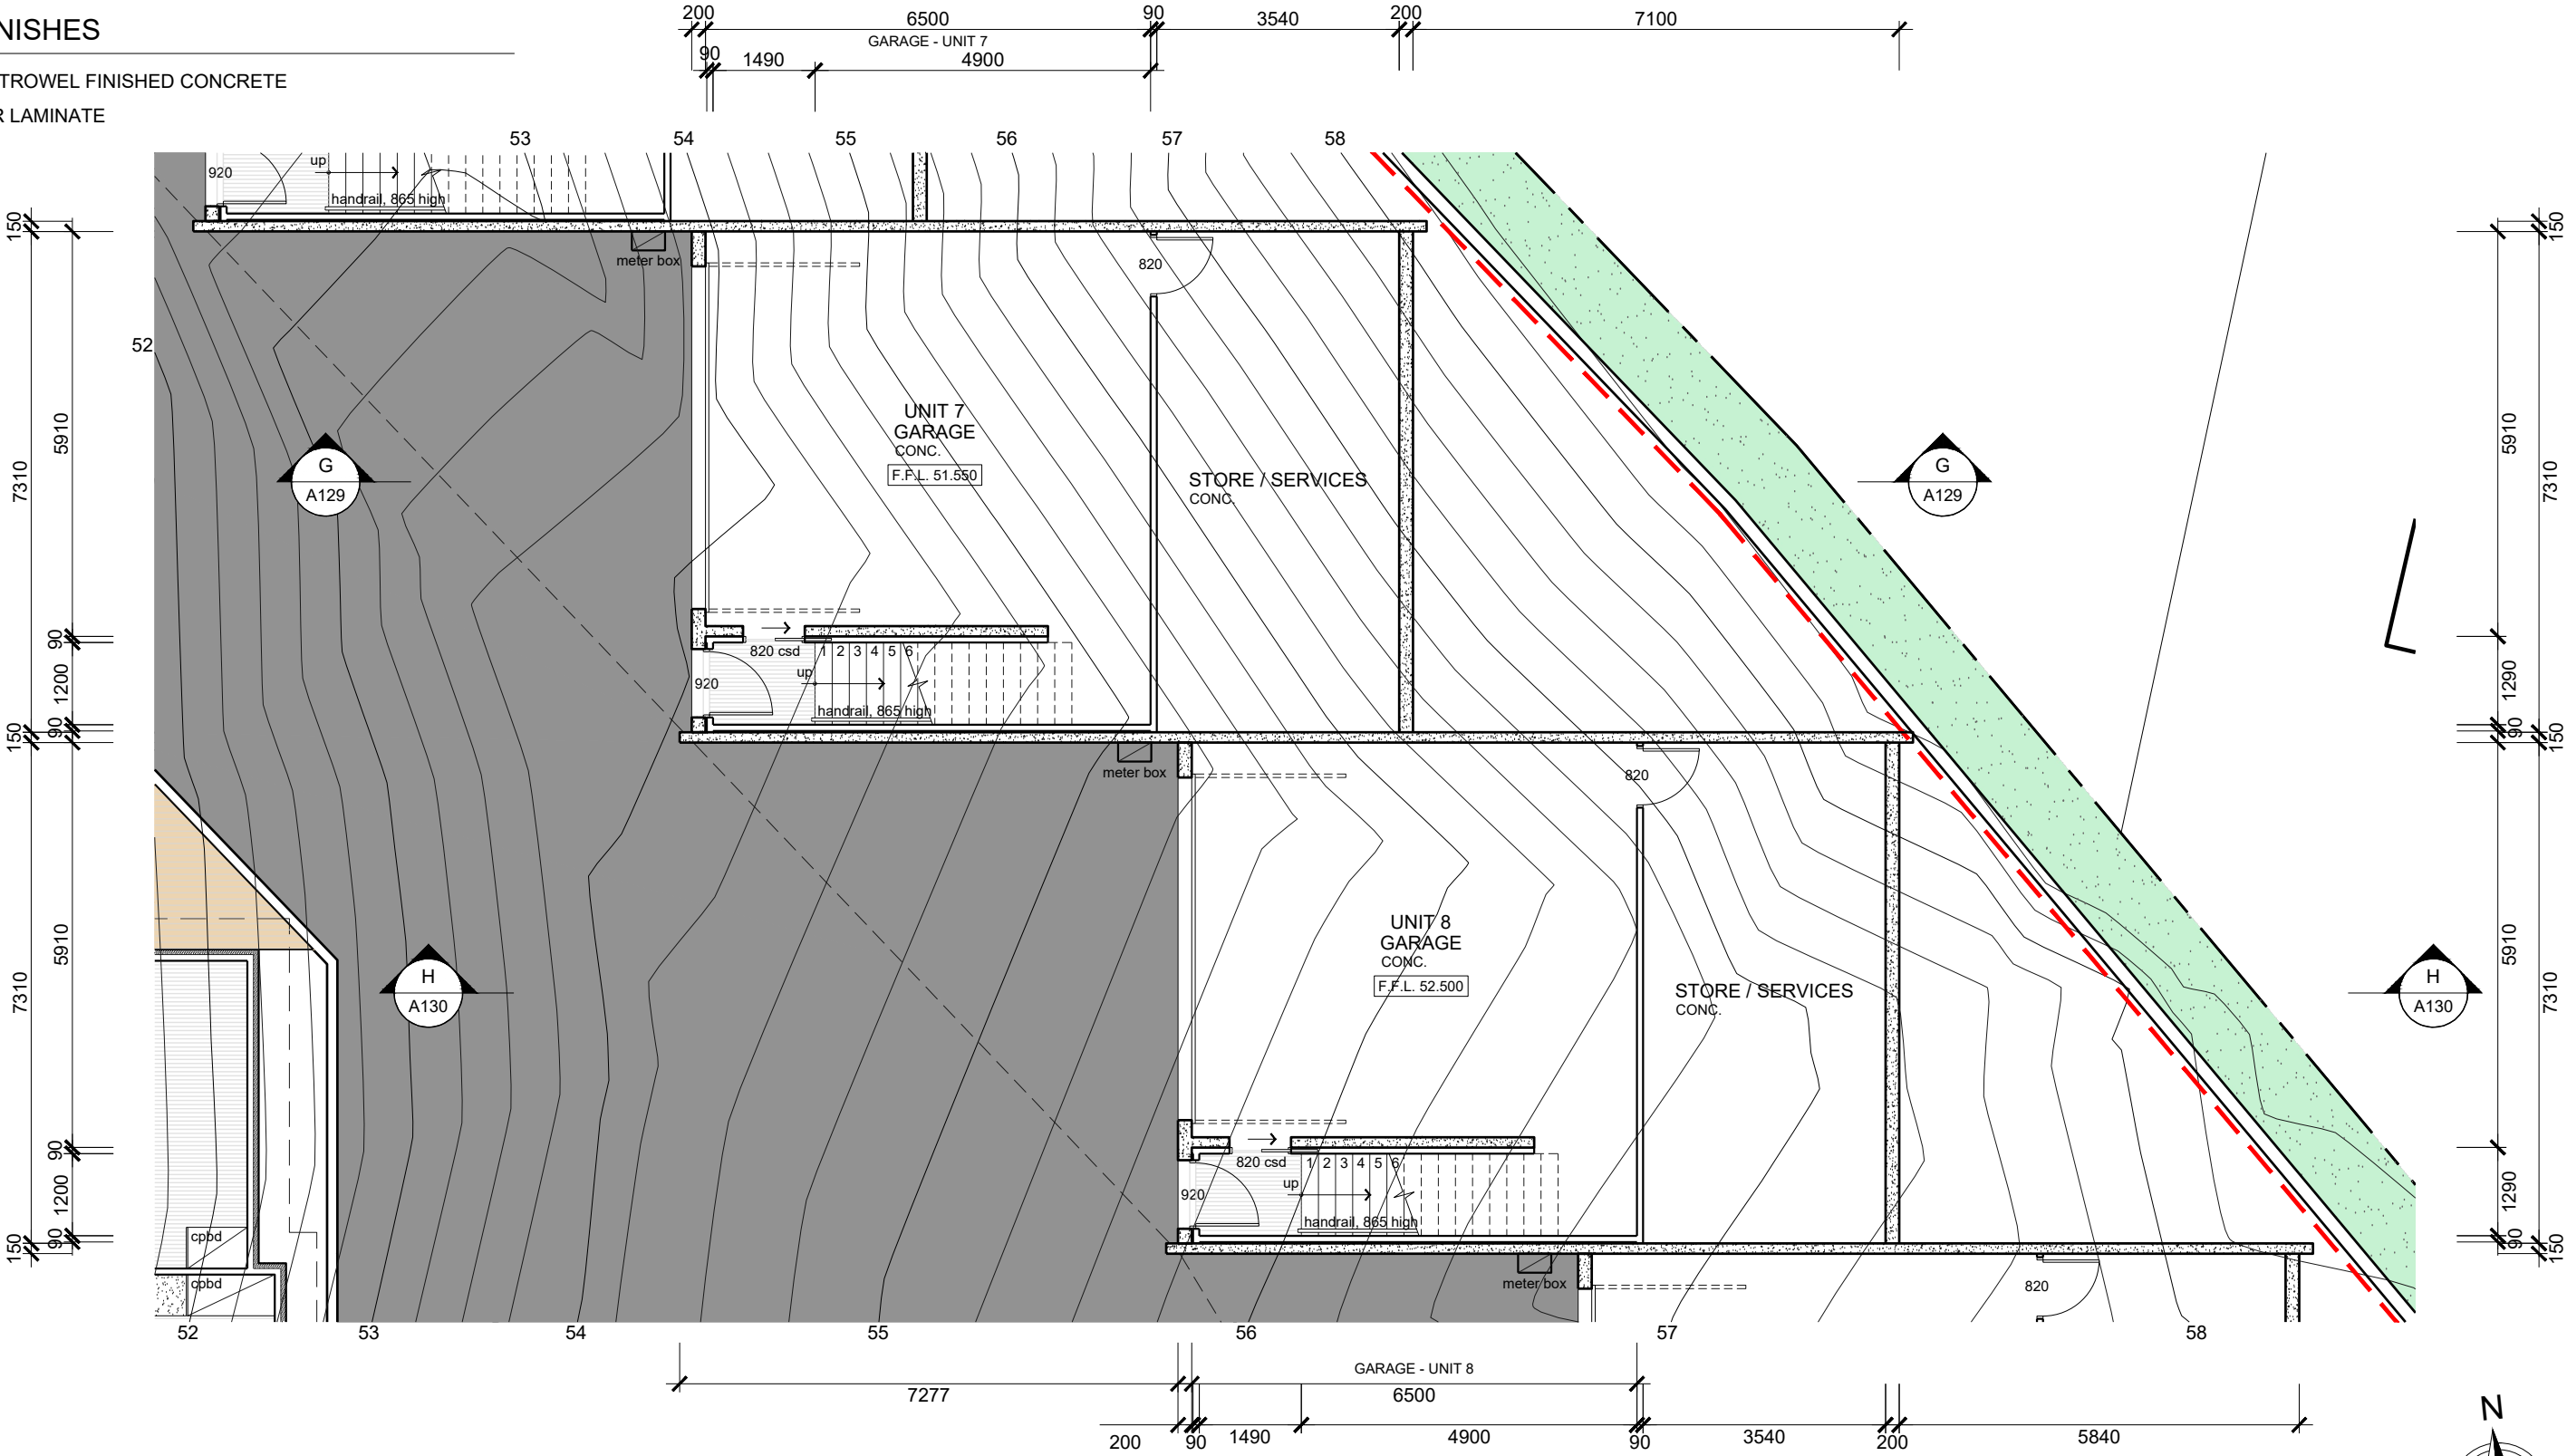 NISHES
TROWEL FINISHED CONCRETE
R LAMINATE
200
6500
90
3540
200
7100
GARAGE - UNIT 7
90
1490
4900
53
54
55
56
57
58
920
up
handrail, 865 high
150
150
meter box
820
52
5910
7310
5910
7310
UNIT 7
GARAGE
CONC.
F.F.L. 51.550
STORE / SERVICES
CONC.
G
A129
G
A129
90
1200
90
150
820 csd
1 2 3 4 5 6
up
920
handrail, 865 high
1290
90
150
meter box
820
5910
7310
5910
7310
UNIT 8
GARAGE
CONC.
F.F.L. 52.500
STORE / SERVICES
CONC.
H
A130
H
A130
90
1200
90
150
820 csd
1 2 3 4 5 6
up
920
handrail, 865 high
1290
90
150
cpbd
cpbd
meter box
820
52
53
54
55
56
57
58
GARAGE - UNIT 8
7277
6500
200
90
1490
4900
90
3540
200
5840
N